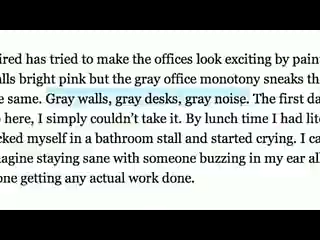 ired has tried to make the offices look exciting by pain
alls bright pink but the gray office monotony sneaks th
e same. Gray walls, gray desks, gray noise. The first da
o here, I simply couldn't take it. By lunch time I had lit
cked myself in a bathroom stall and started crying. I ca
agine staying sane with someone buzzing in my ear all
one getting any actual work done.